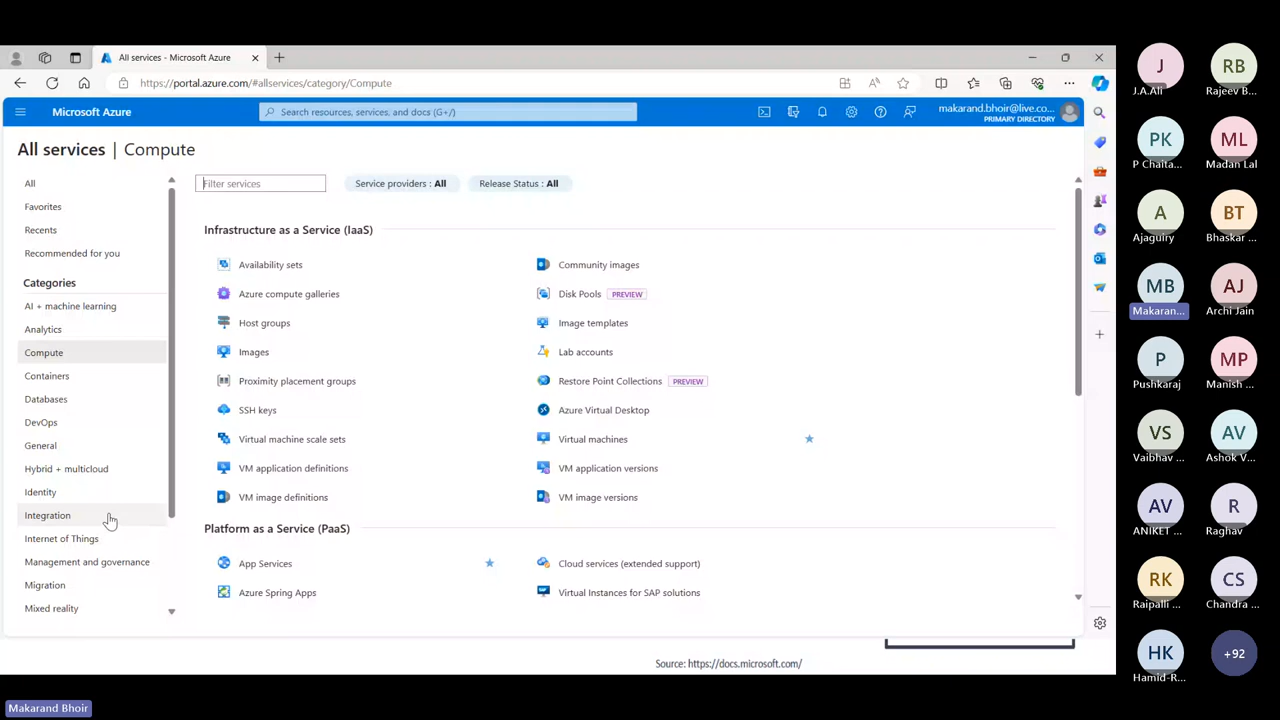 All services - Microsoft Azure
https://portal.azure.com/#allservices/category/Compute
Microsoft Azure
Search resources, services, and docs (G+/)
makarand.bhoir@live.co...
PRIMARY DIRECTORY
All services | Compute
All
Favorites
Recents
Recommended for you
Categories
AI + machine learning
Analytics
Compute
Containers
Databases
DevOps
General
Hybrid + multicloud
Identity
Integration
Internet of Things
Management and governance
Migration
Mixed reality
Filter services
Service providers : All
Release Status : All
Infrastructure as a Service (IaaS)
Availability sets
Community images
Azure compute galleries
Disk Pools PREVIEW
Host groups
Image templates
Images
Lab accounts
Proximity placement groups
Restore Point Collections PREVIEW
SSH keys
Azure Virtual Desktop
Virtual machine scale sets
Virtual machines
VM application definitions
VM application versions
VM image definitions
VM image versions
Platform as a Service (PaaS)
App Services
Cloud services (extended support)
Azure Spring Apps
Virtual Instances for SAP solutions
Source: https://docs.microsoft.com/
Makarand Bhoir
J
J.A.Ali
RB
Rajeev B...
PK
P Chaita...
ML
Madan Lal
A
Ajaguiry
BT
Bhaskar ...
MB
Makaran...
AJ
Archi Jain
P
Pushkaraj
MP
Manish ...
VS
Vaibhav ...
AV
Ashok V...
AV
ANIKET ...
R
Raghav
RK
Raipalli ...
CS
Chandra ...
HK
Hamid-R...
+92